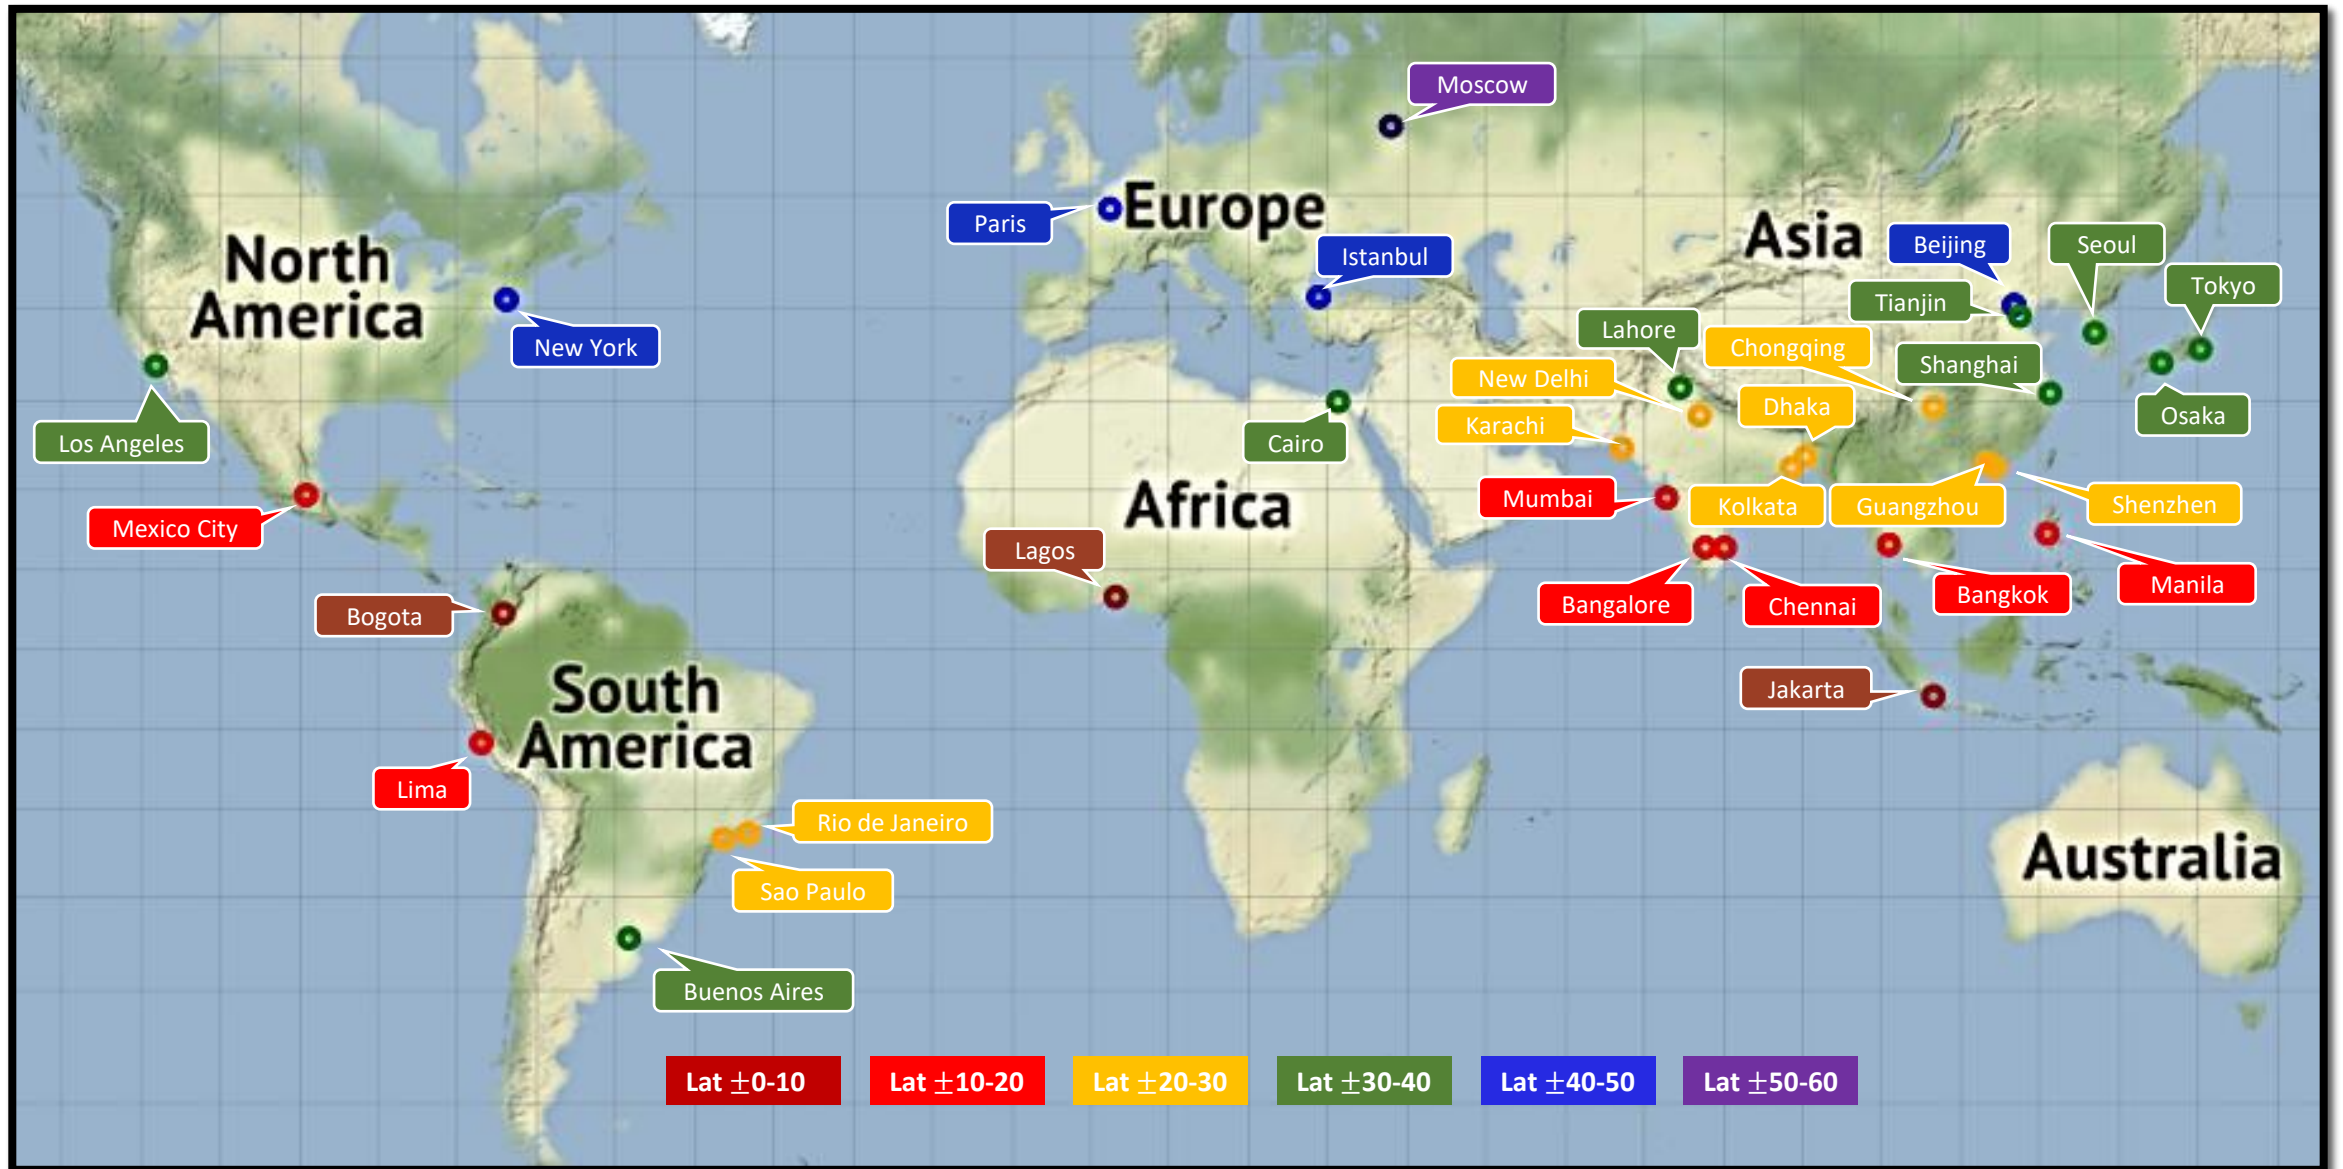 Moscow
Paris
Europe
Istanbul
Asia
Beijing
Seoul
Tokyo
North
America
New York
Tianjin
Lahore
Chongqing
Shanghai
New Delhi
Dhaka
Karachi
Osaka
Los Angeles
Cairo
Mexico City
Africa
Mumbai
Kolkata
Guangzhou
Shenzhen
Lagos
Bogota
Bangalore
Chennai
Bangkok
Manila
South
America
Jakarta
Lima
Rio de Janeiro
Sao Paulo
Australia
Buenos Aires
Lat ±0-10
Lat ±10-20
Lat ±20-30
Lat ±30-40
Lat ±40-50
Lat ±50-60